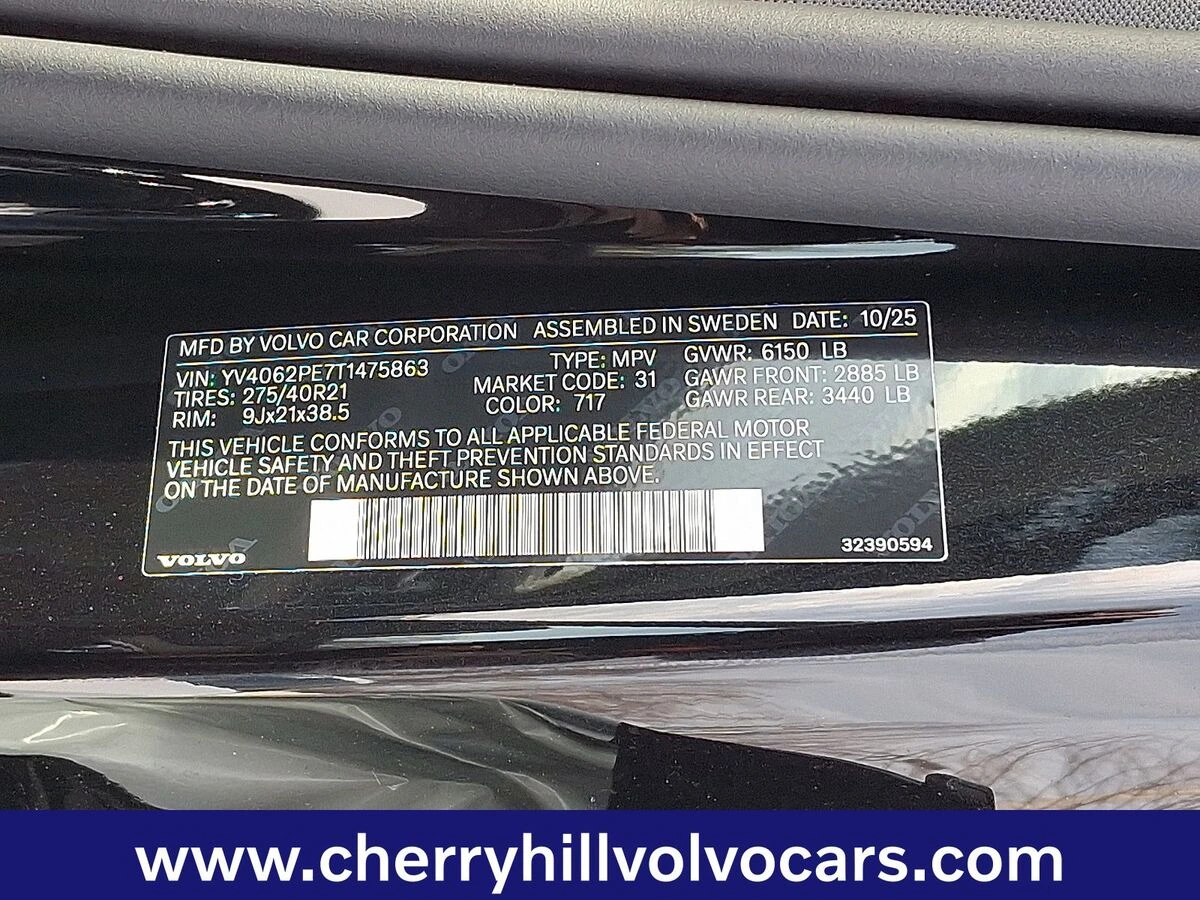 MFD BY VOLVO CAR CORPORATION ASSEMBLED IN SWEDEN DATE: 10/25
VIN: YV4062PE7T1475863 TYPE: MPV GVWR: 6150 LB
TIRES: 275/40R21 MARKET CODE: 31 GAWR FRONT: 2885 LB
RIM: 9Jx21x38.5 COLOR: 717 GAWR REAR: 3440 LB
THIS VEHICLE CONFORMS TO ALL APPLICABLE FEDERAL MOTOR
VEHICLE SAFETY AND THEFT PREVENTION STANDARDS IN EFFECT
ON THE DATE OF MANUFACTURE SHOWN ABOVE.
VOLVO 32390594
www.cherryhillvolvocars.com